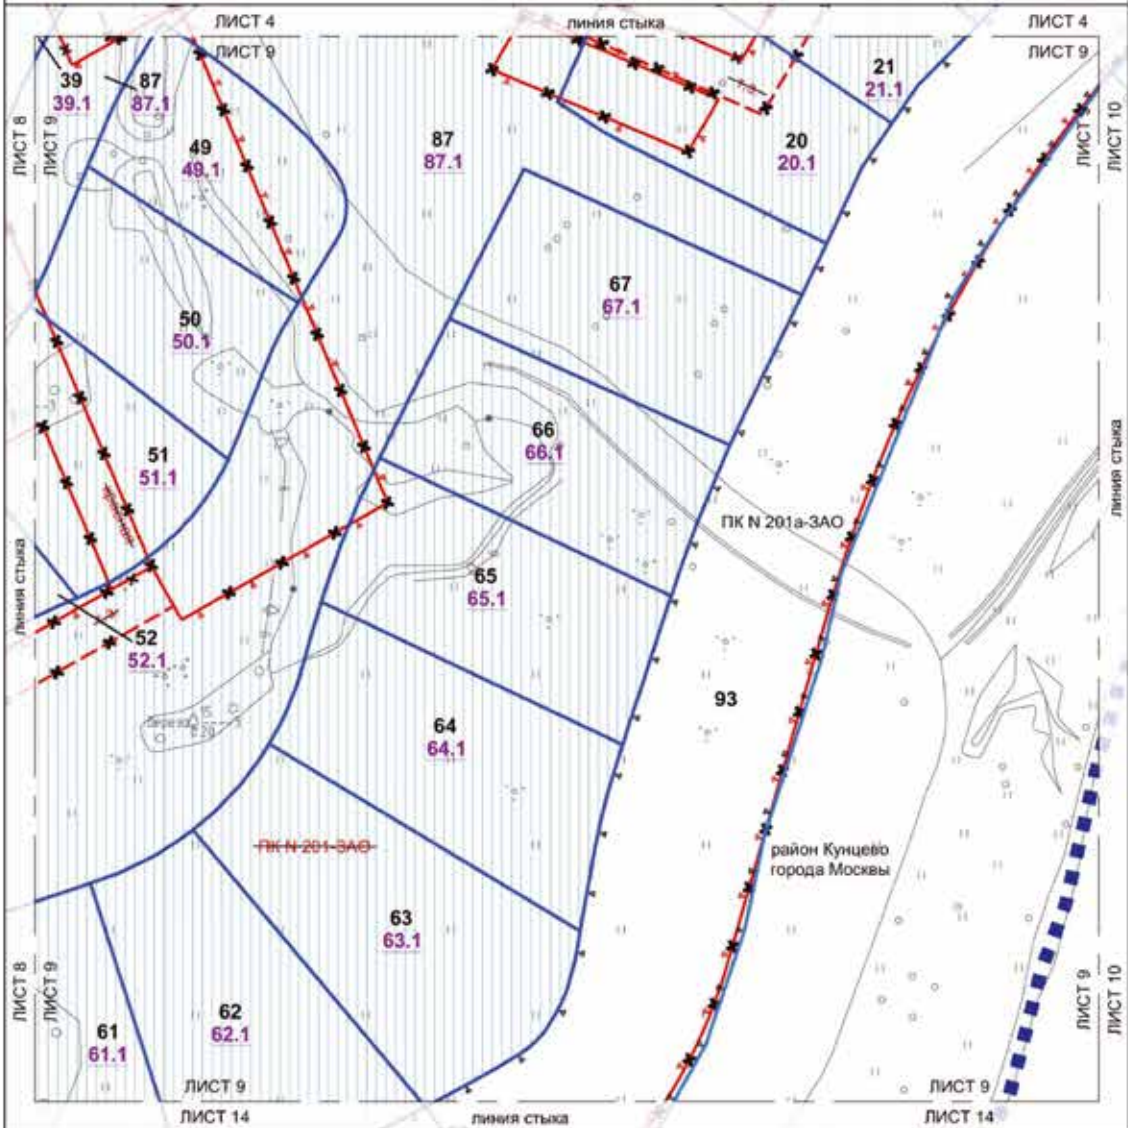 ЛИСТ 4
линия стыка
ЛИСТ 4
ЛИСТ 9
ЛИСТ 9
ЛИСТ 8
ЛИСТ 9
ЛИСТ 9
ЛИСТ 10
39
39.1
87
87.1
21
21.1
49
49.1
87
87.1
20
20.1
67
67.1
50
50.1
66
66.1
51
51.1
линия стыка
ПК N 201а-ЗАО
линия стыка
65
65.1
52
52.1
93
64
64.1
ПК N 201-ЗАО
район Кунцево
города Москвы
63
63.1
ЛИСТ 8
ЛИСТ 9
ЛИСТ 9
ЛИСТ 10
62
62.1
61
61.1
ЛИСТ 9
ЛИСТ 9
ЛИСТ 14
линия стыка
ЛИСТ 14